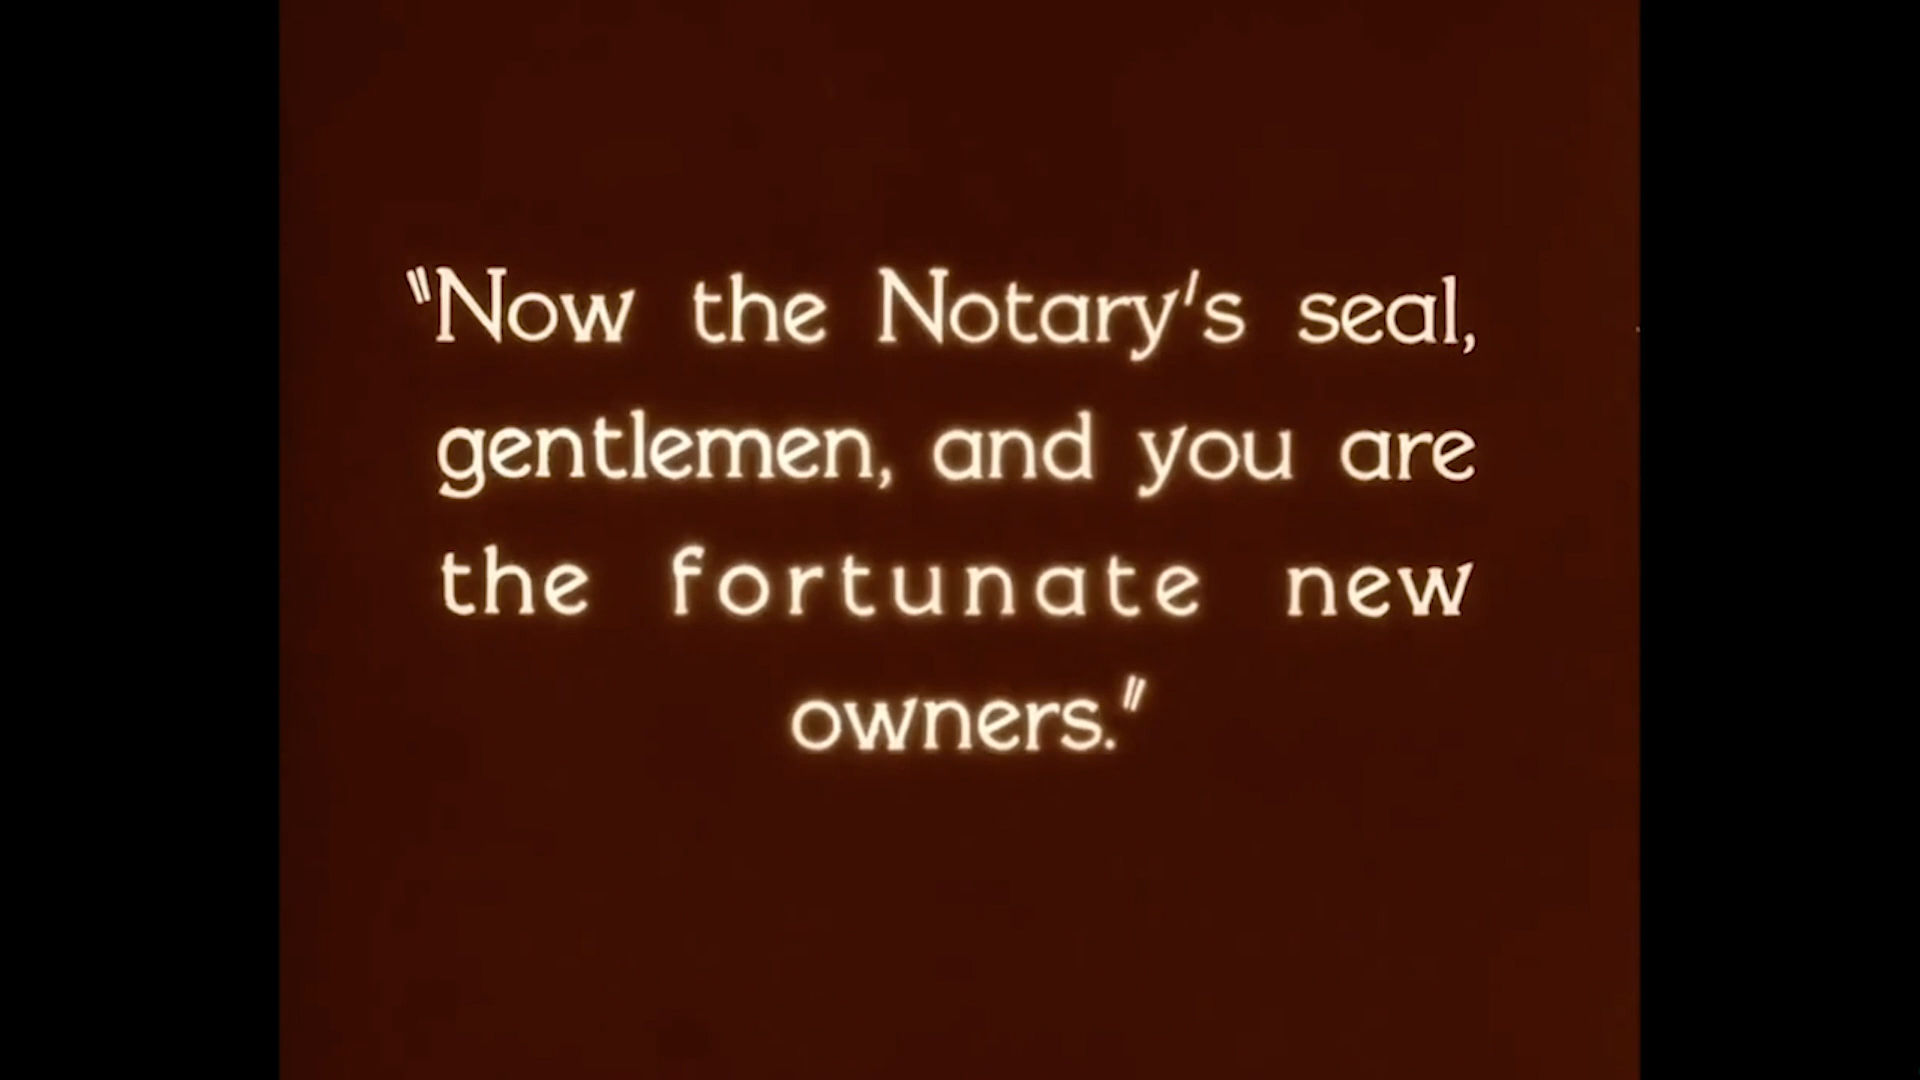 "Now the Notary's seal,
gentlemen, and you are
the fortunate new
owners."